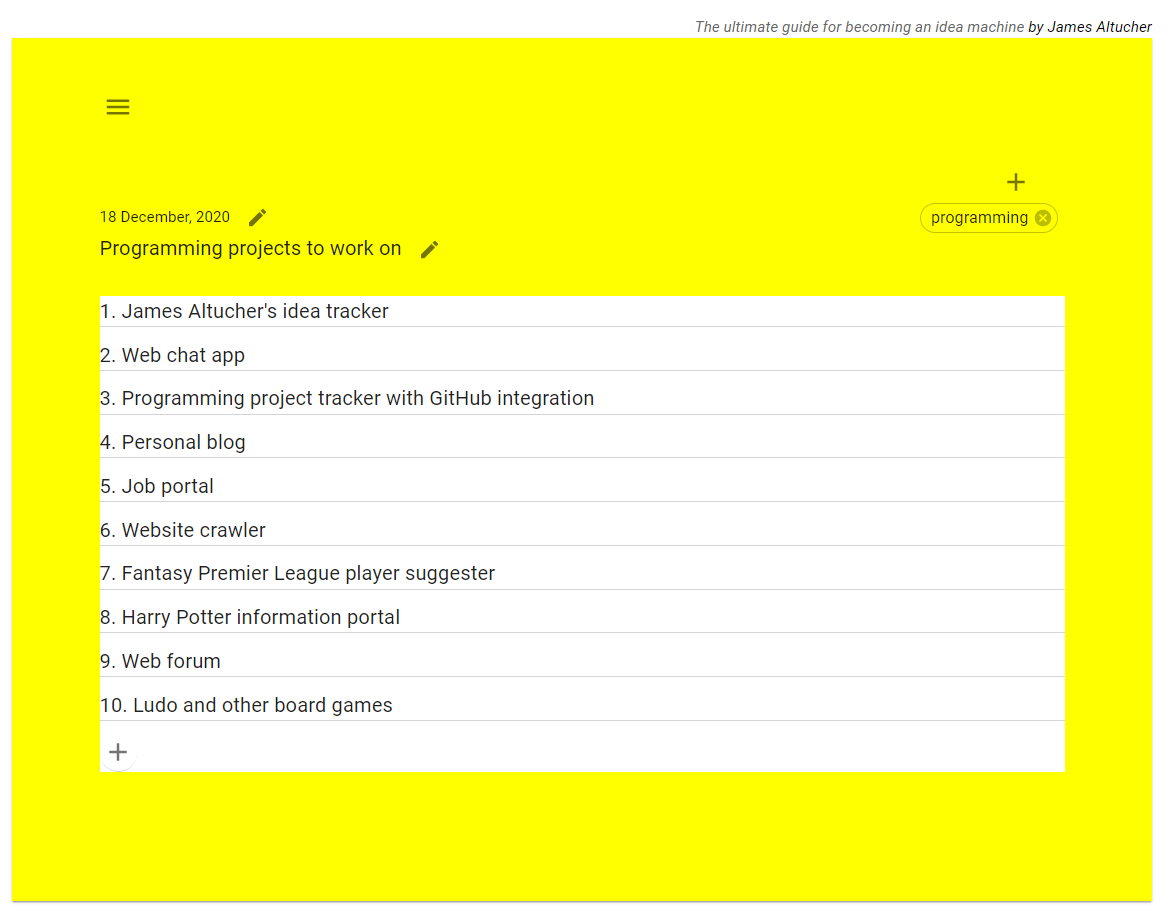 The ultimate guide for becoming an idea machine by James Altucher
18 December, 2020
programming
Programming projects to work on
1. James Altucher's idea tracker
2. Web chat app
3. Programming project tracker with GitHub integration
4. Personal blog
5. Job portal
6. Website crawler
7. Fantasy Premier League player suggester
8. Harry Potter information portal
9. Web forum
10. Ludo and other board games